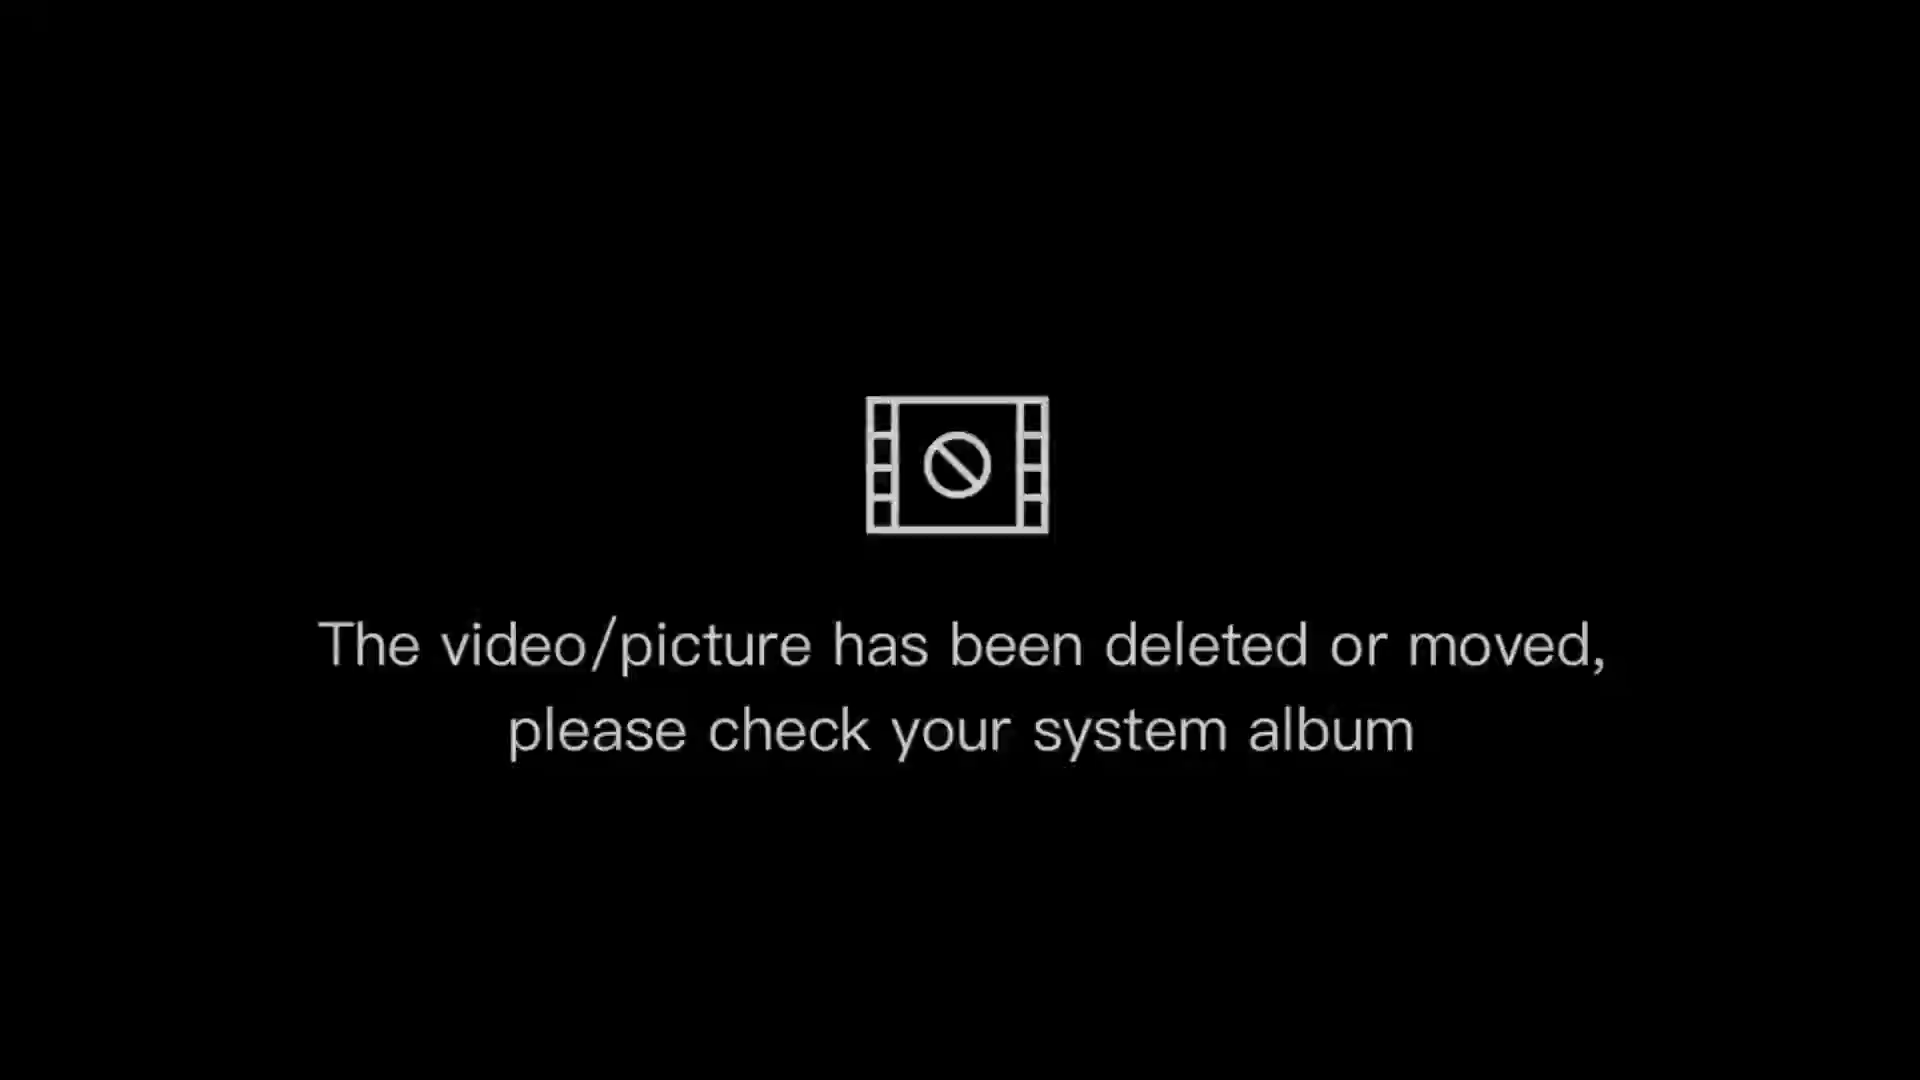 The video/picture has been deleted or moved,
please check your system album